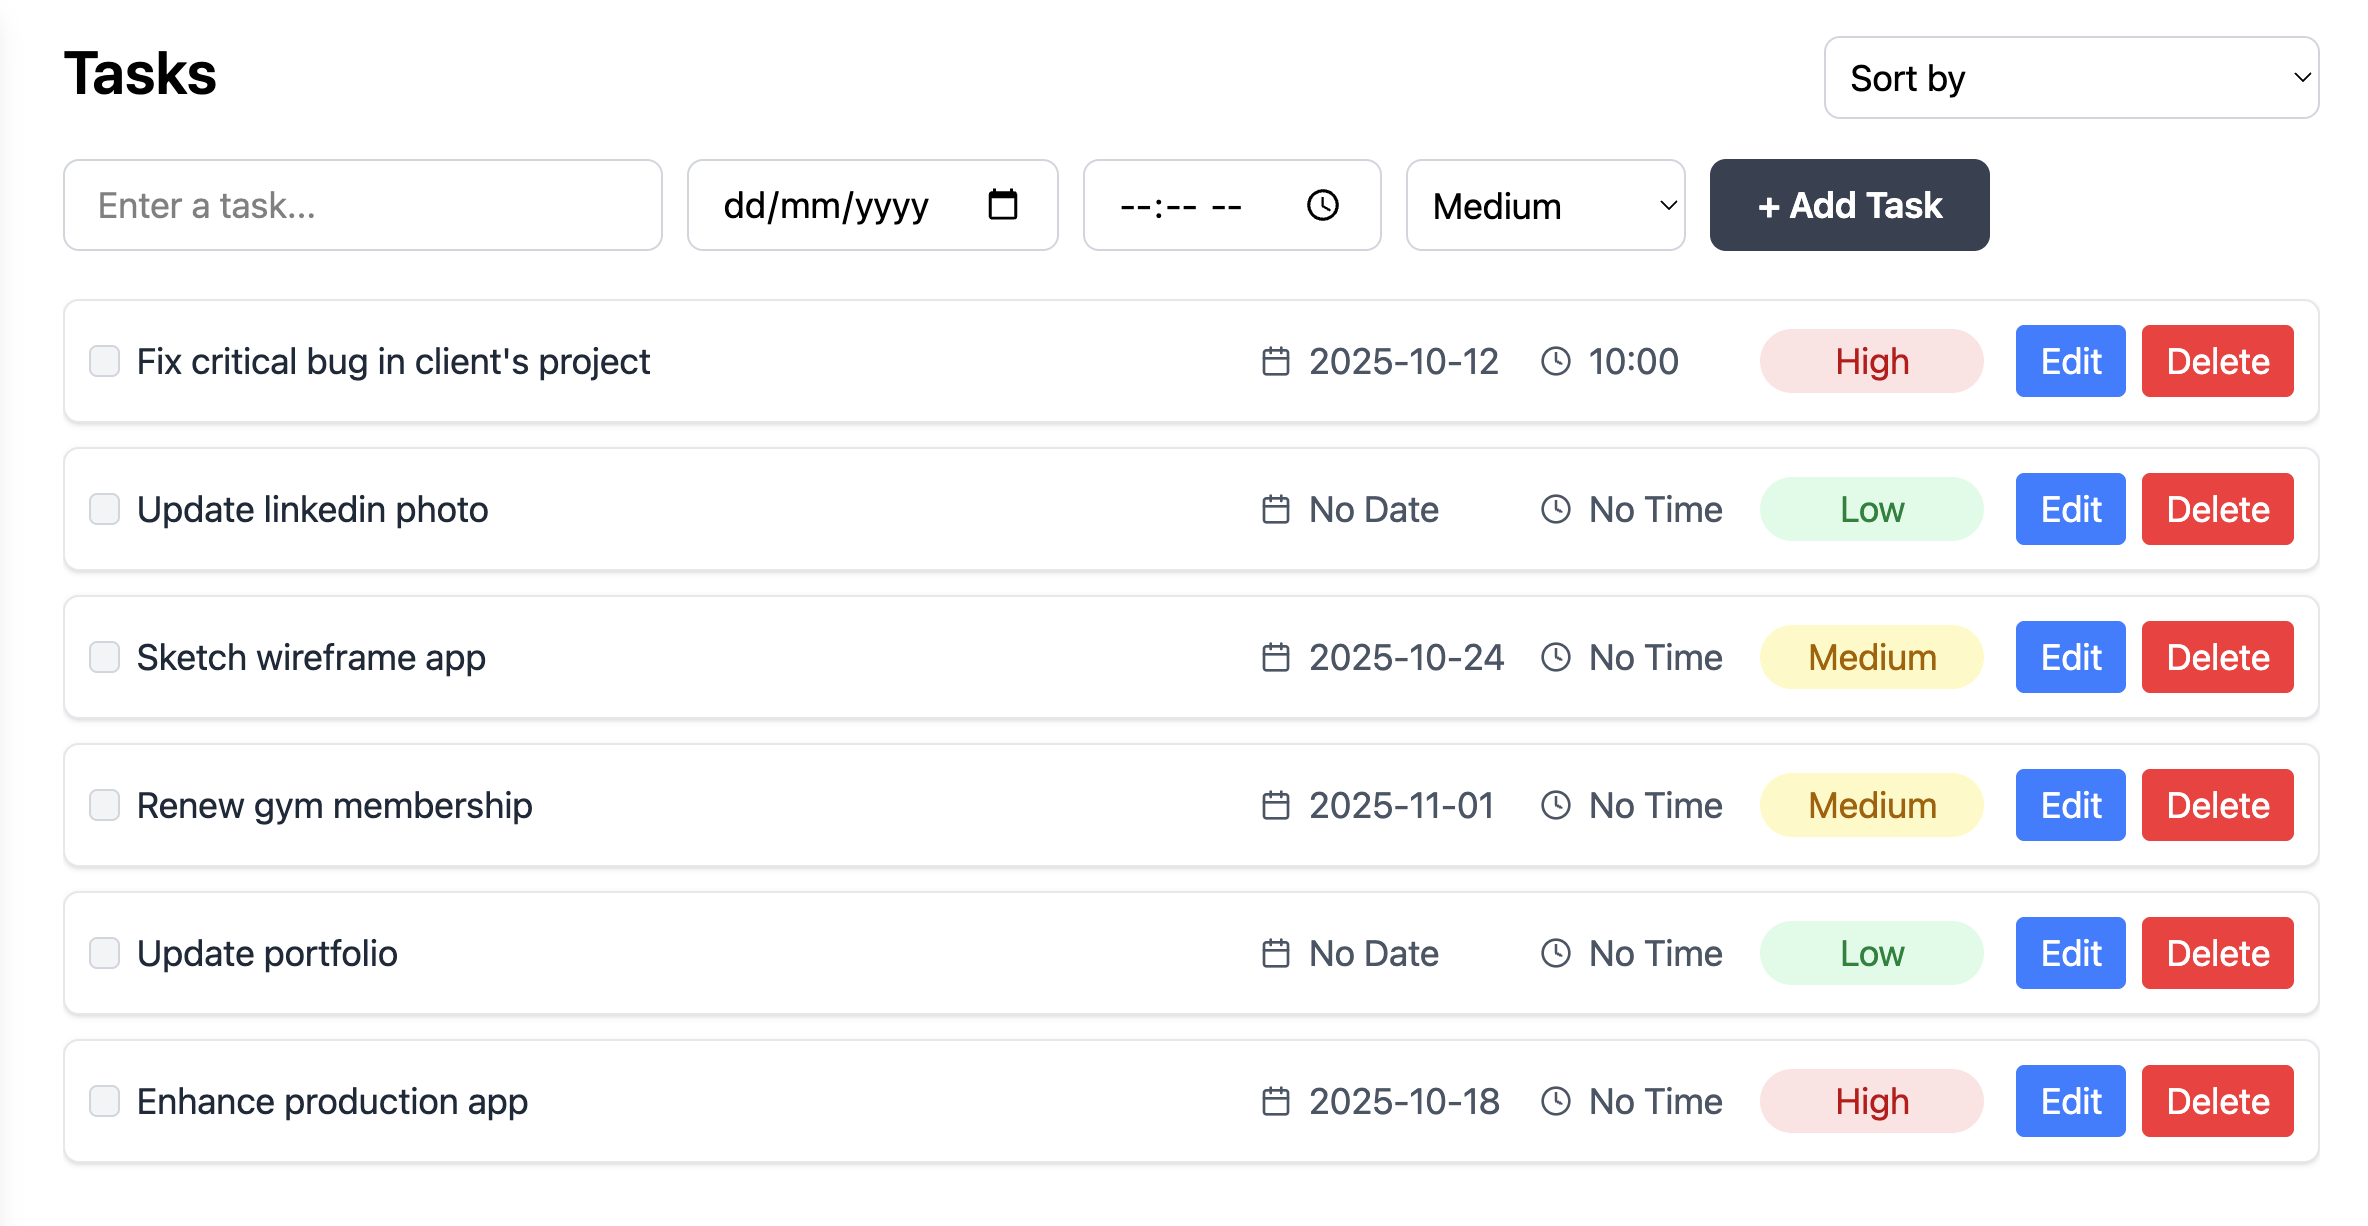 Tasks
Sort by
Enter a task...
dd/mm/yyyy
--:-- --
Medium
+ Add Task
Fix critical bug in client's project 2025-10-12 10:00 High Edit Delete
Update linkedin photo No Date No Time Low Edit Delete
Sketch wireframe app 2025-10-24 No Time Medium Edit Delete
Renew gym membership 2025-11-01 No Time Medium Edit Delete
Update portfolio No Date No Time Low Edit Delete
Enhance production app 2025-10-18 No Time High Edit Delete